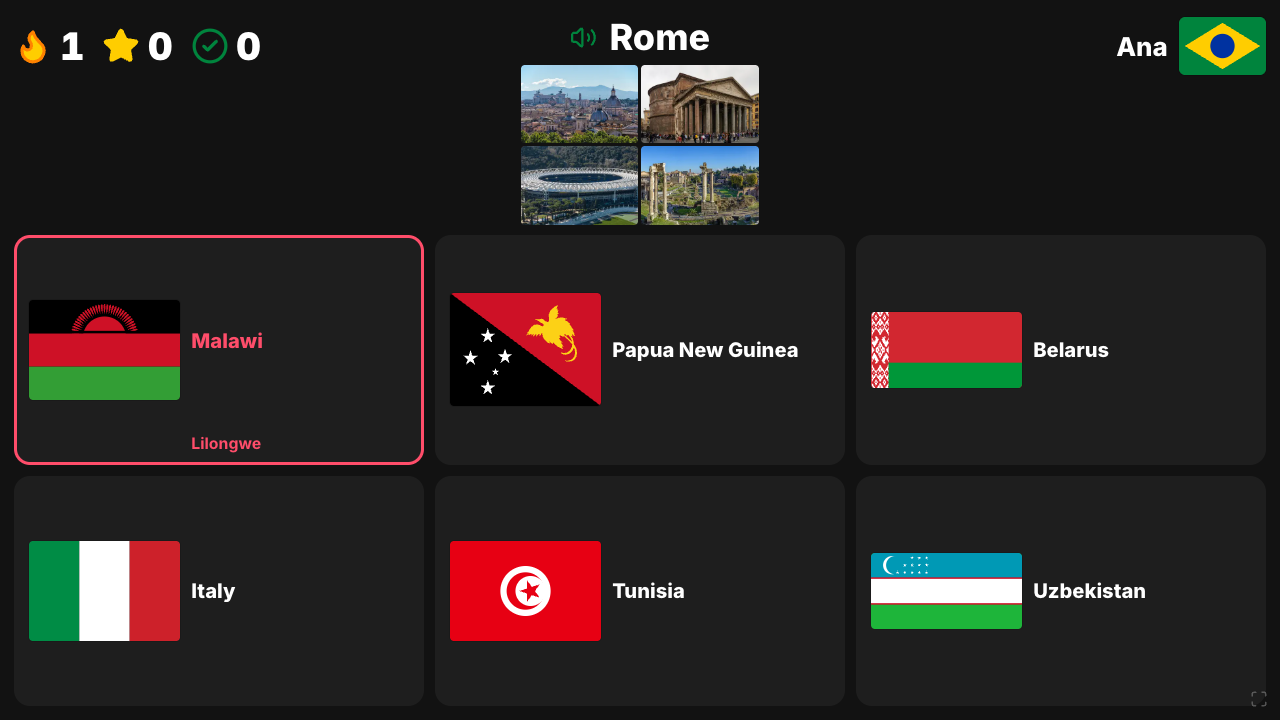 1 0 0
Rome
Ana
Malawi
Lilongwe
Papua New Guinea
Belarus
Italy
Tunisia
Uzbekistan